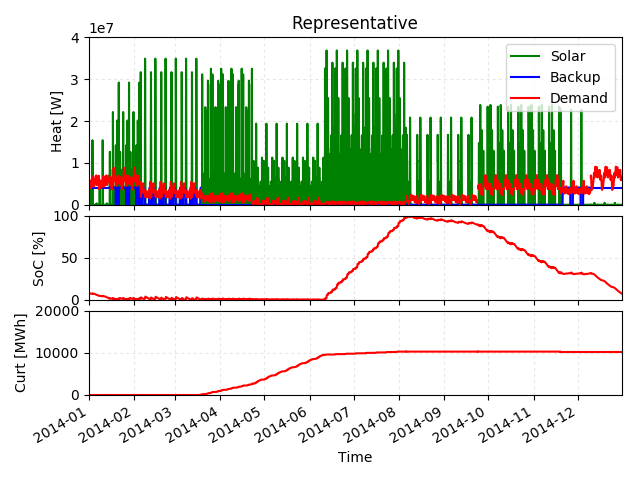 Representative
1e7
4
3
2
1
0
Heat [W]
Solar
Backup
Demand
100
50
0
SoC [%]
20000
10000
0
Curt [MWh]
2014-01
2014-02
2014-03
2014-04
2014-05
2014-06
2014-07
2014-08
2014-09
2014-10
2014-11
2014-12
Time